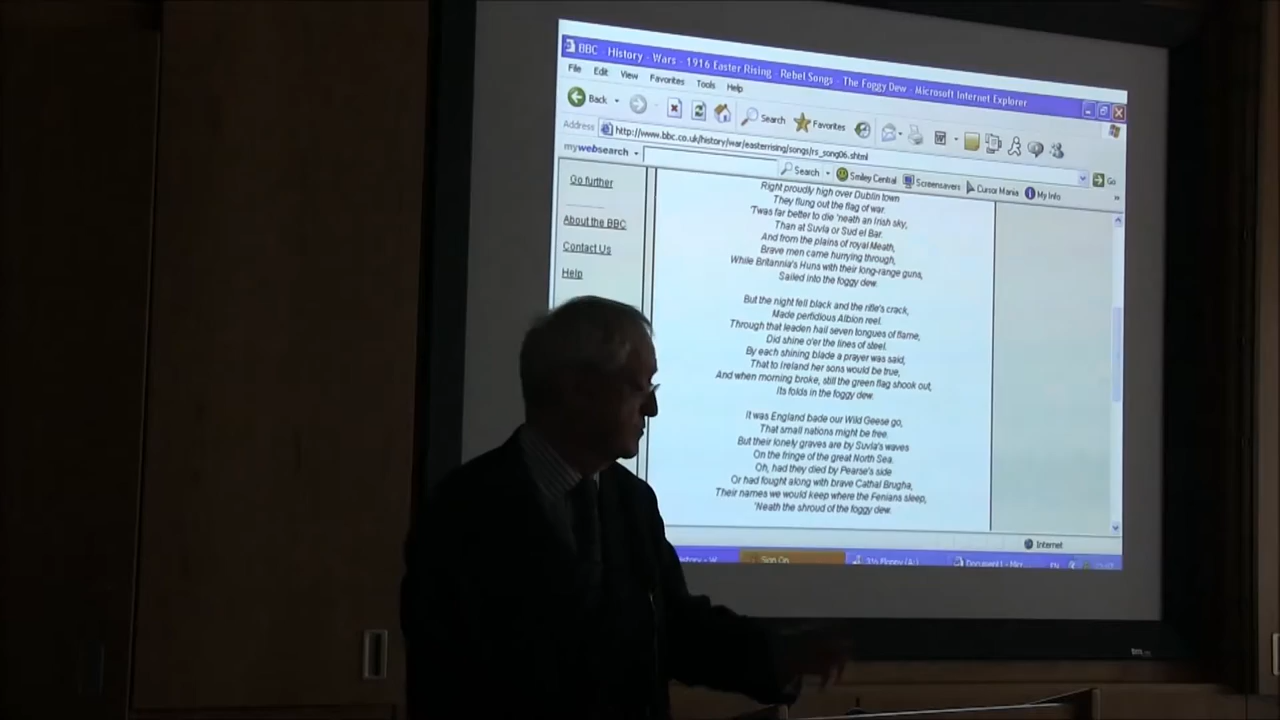 BBC - History - Wars - 1916 Easter Rising - Rebel Songs - The Foggy Dew - Microsoft Internet Explorer
File Edit View Favorites Tools Help
Back Search Favorites
Address http://www.bbc.co.uk/history/war/easterrising/songs/rs_song06.shtml Go
mywebsearch Search Smiley Central Screensavers Cursor Mania My Info
Go further
About the BBC
Contact Us
Help
Right proudly high over Dublin town
They flung out the flag of war.
'Twas far better to die 'neath an Irish sky,
Than at Suvla or Sud el Bar.
And from the plains of royal Meath,
Brave men came hurrying through,
While Britannia's Huns with their long-range guns,
Sailed into the foggy dew.
But the night fell black and the rifle's crack,
Made perfidious Albion reel.
Through that leaden hail seven tongues of flame,
Did shine o'er the lines of steel.
By each shining blade a prayer was said,
That to Ireland her sons would be true,
And when morning broke, still the green flag shook out,
Its folds in the foggy dew.
It was England bade our Wild Geese go,
That small nations might be free.
But their lonely graves are by Suvla's waves
On the fringe of the great North Sea.
Oh, had they died by Pearse's side
Or had fought along with brave Cathal Brugha,
Their names we would keep where the Fenians sleep,
'Neath the shroud of the foggy dew.
Internet
History - W... Sign On 3½ Floppy (A:) Document1 - Micr... EN